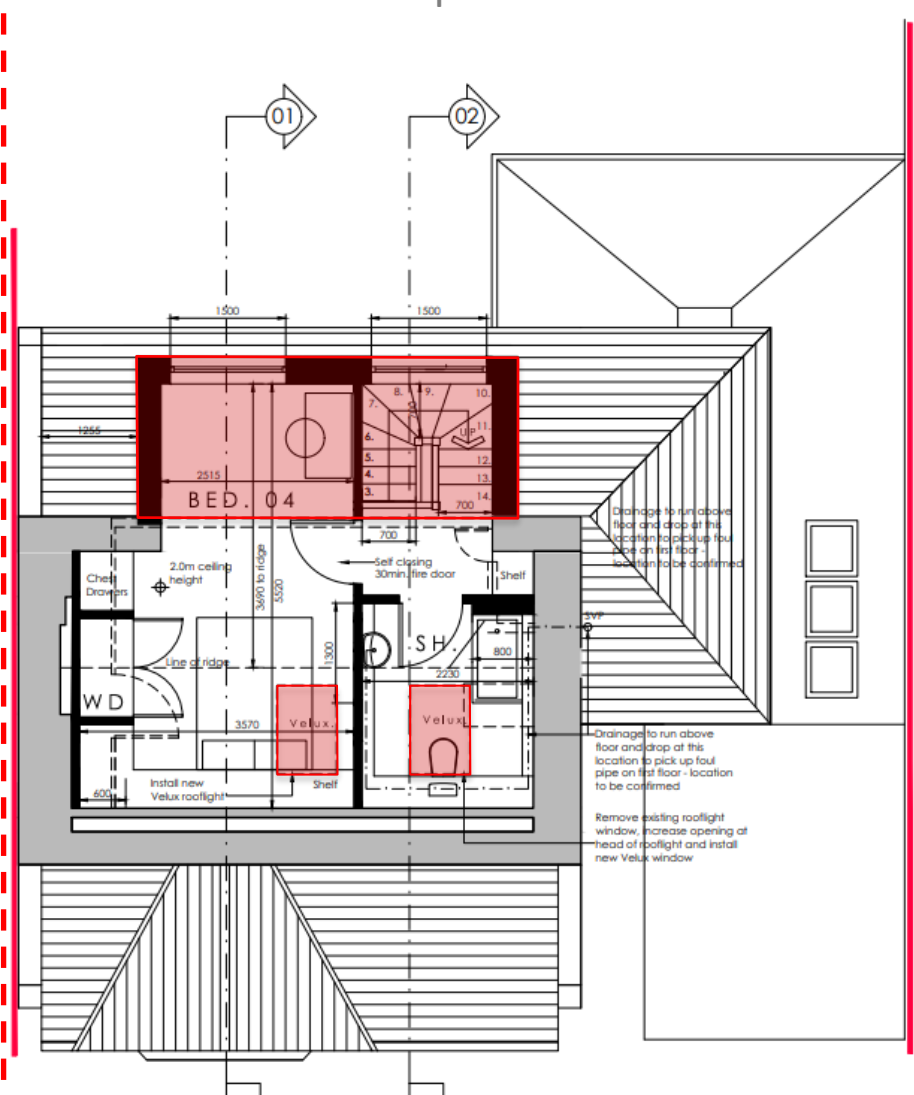 01
02
1500
1500
8.
9.
10.
7.
700
11.
UP
1255
6.
5.
12.
2515
4.
13.
BED. 04
3.
14.
700
Drainage to run above
floor and drop at this
location to pick up foul
pipe on first floor -
location to be confirmed
700
2.0m ceiling
height
Self closing
30min. fire door
Shelf
Chest
Drawers
3690 to ridge
5520
SVP
SH.
1300
800
Line of ridge
2230
WD
Velux.
Velux.
3570
Drainage to run above
floor and drop at this
location to pick up foul
pipe on first floor - location
to be confirmed
Install new
Velux rooflight
Shelf
600
Remove existing rooflight
window, increase opening at
head of rooflight and install
new Velux window